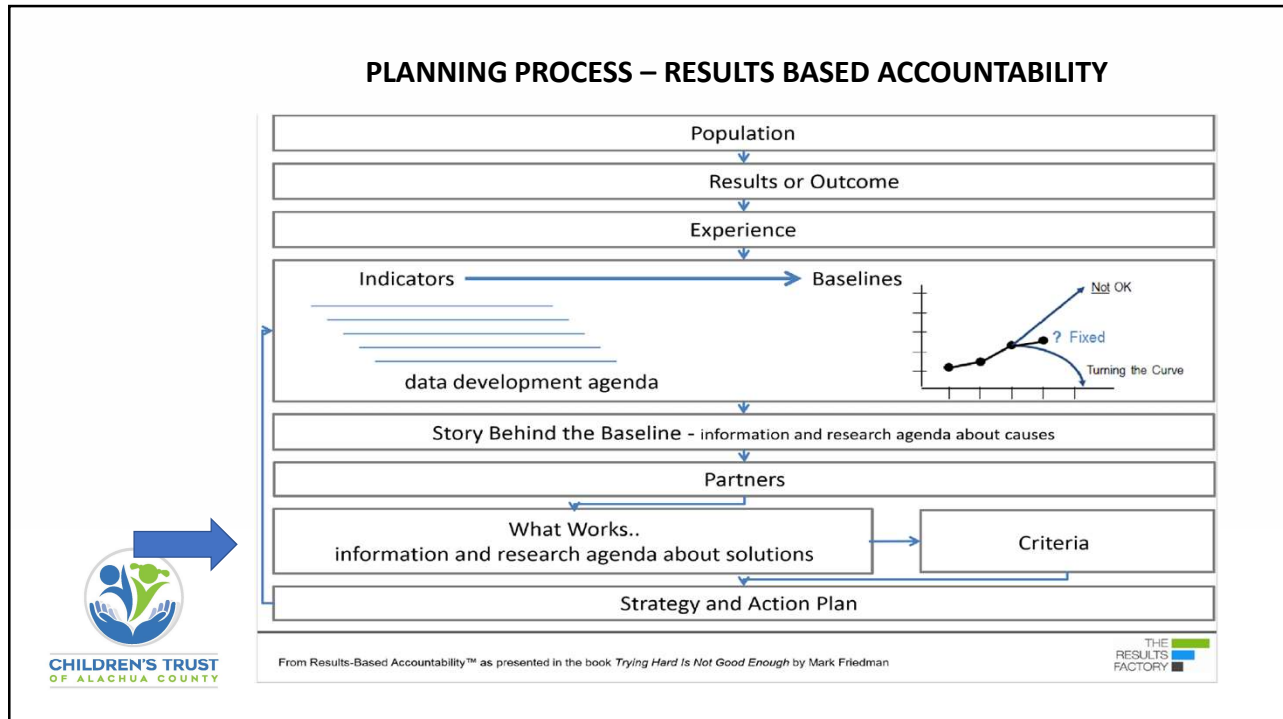 PLANNING PROCESS – RESULTS BASED ACCOUNTABILITY
Population
Results or Outcome
Experience
Indicators
Baselines
Not OK
? Fixed
Turning the Curve
data development agenda
Story Behind the Baseline - information and research agenda about causes
Partners
What Works..
information and research agenda about solutions
Criteria
Strategy and Action Plan
CHILDREN'S TRUST
OF ALACHUA COUNTY
From Results-Based Accountability™ as presented in the book Trying Hard Is Not Good Enough by Mark Friedman
THE
RESULTS
FACTORY